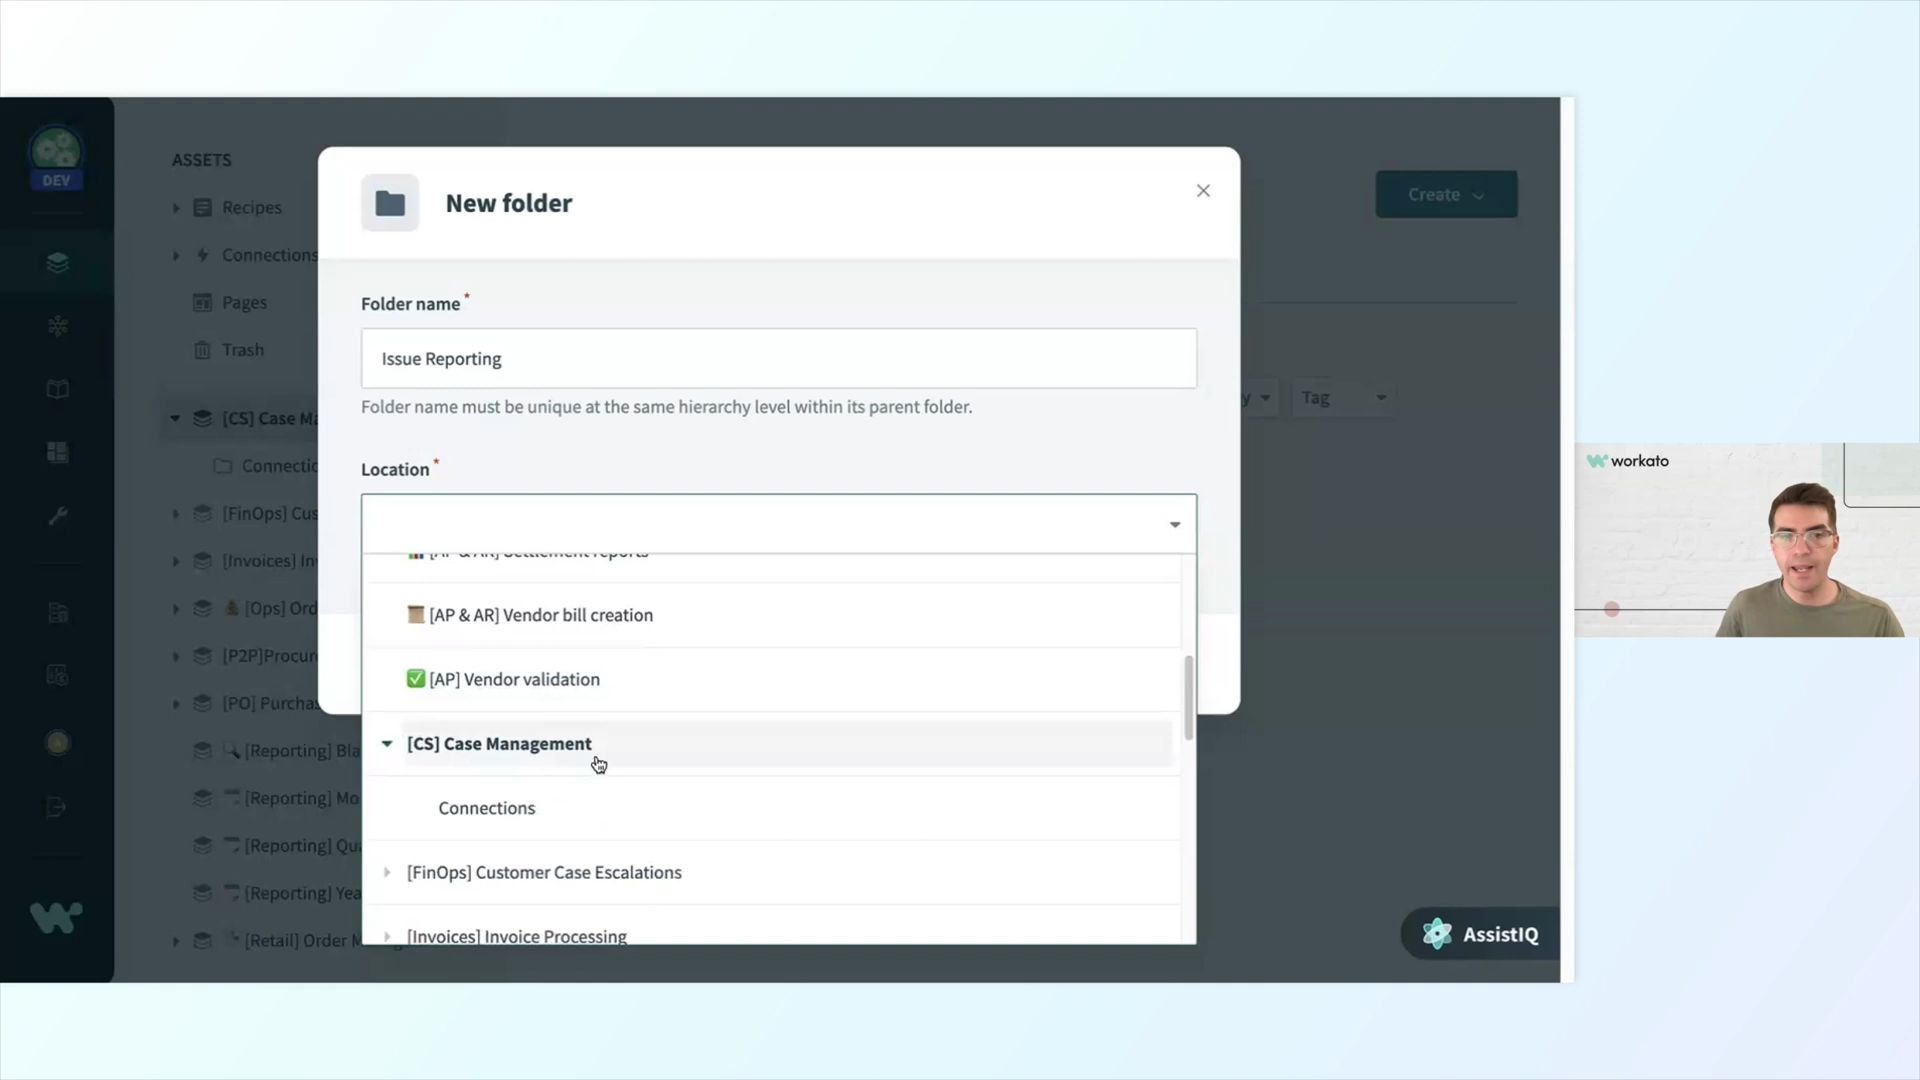 DEV
ASSETS
Recipes
Connections
Pages
Trash
[CS] Case Ma
Connectio
[FinOps] Cus
[Invoices] In
[Ops] Ord
[P2P]Procur
[PO] Purchas
[Reporting] Bla
[Reporting] Mo
[Reporting] Qua
[Reporting] Yea
[Retail] Order M
New folder
Create
Folder name *
Issue Reporting
Folder name must be unique at the same hierarchy level within its parent folder.
y
Tag
Location *
[AP & AR] Settlement reports
[AP & AR] Vendor bill creation
[AP] Vendor validation
[CS] Case Management
Connections
[FinOps] Customer Case Escalations
[Invoices] Invoice Processing
AssistIQ
workato